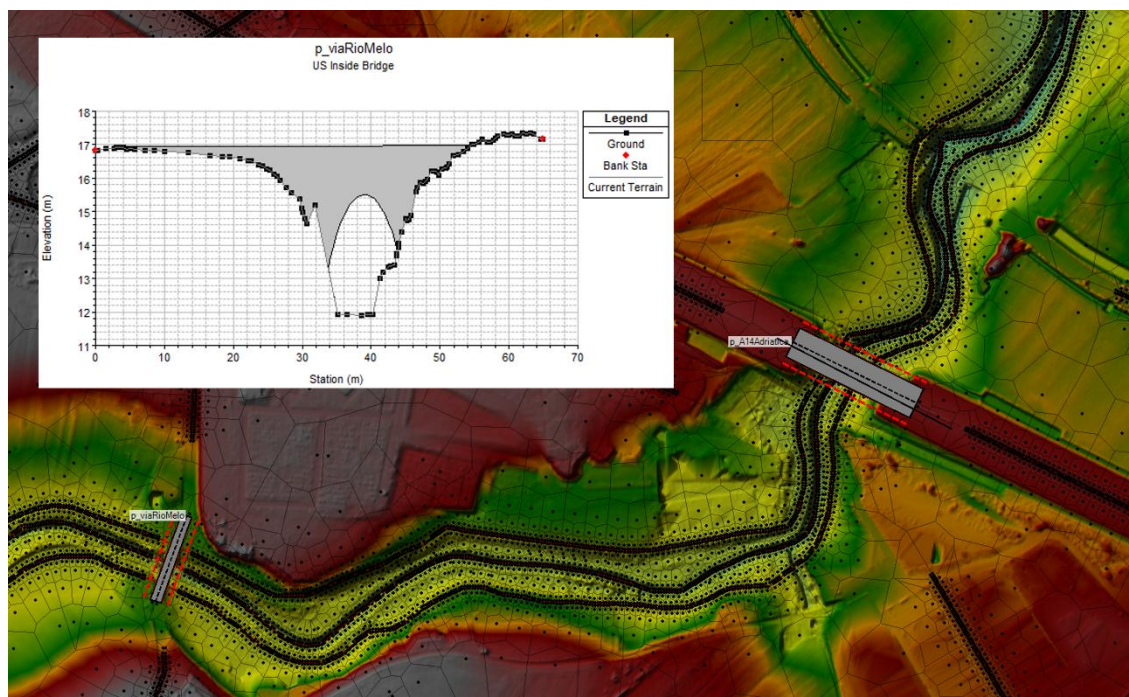 p_viaRioMelo
US Inside Bridge
18
17
16
15
14
13
12
11
Elevation (m)
0
10
20
30
40
50
60
70
Station (m)
Legend
Ground
Bank Sta
Current Terrain
p_A14Adriatica
p_viaRioMelo